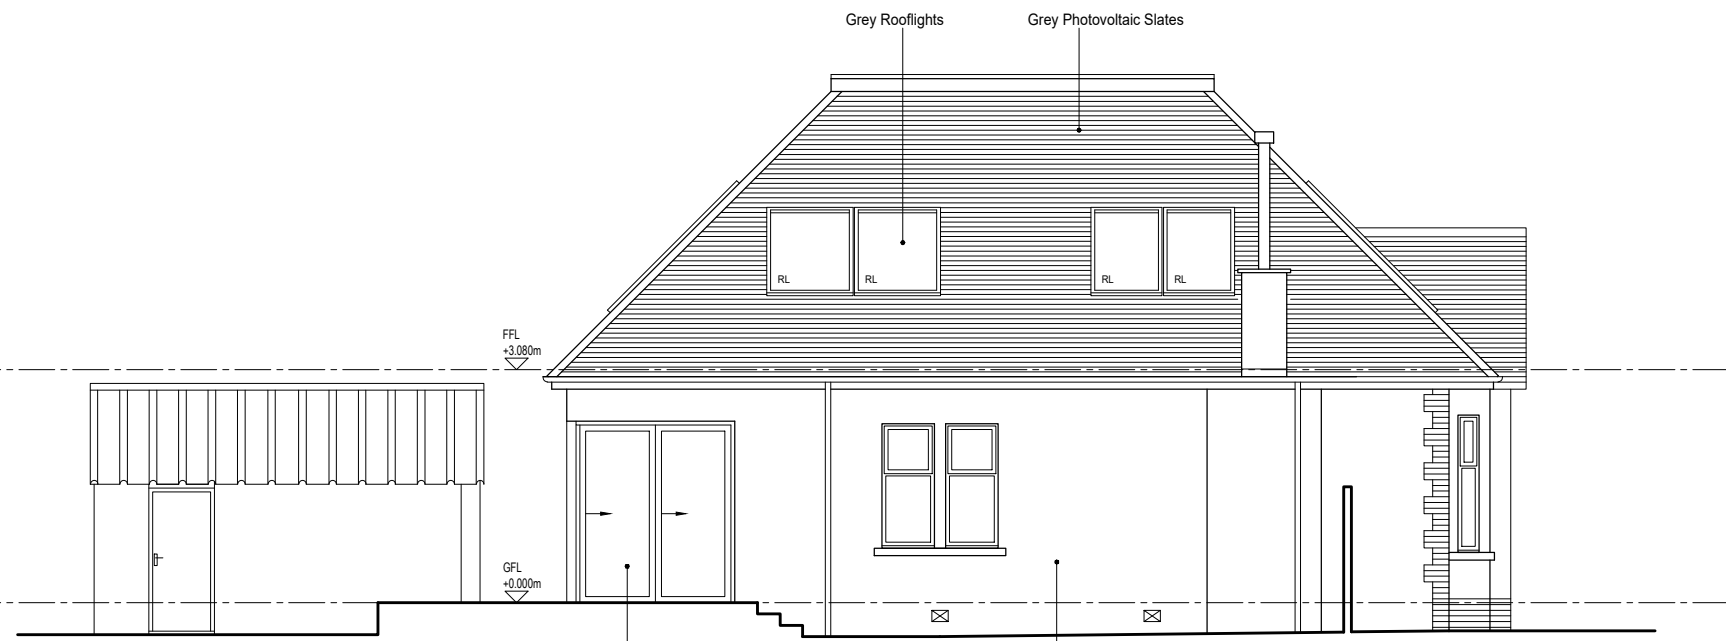 Grey Rooflights
Grey Photovoltaic Slates
RL
RL
RL
RL
FFL
+3.080m
GFL
+0.000m